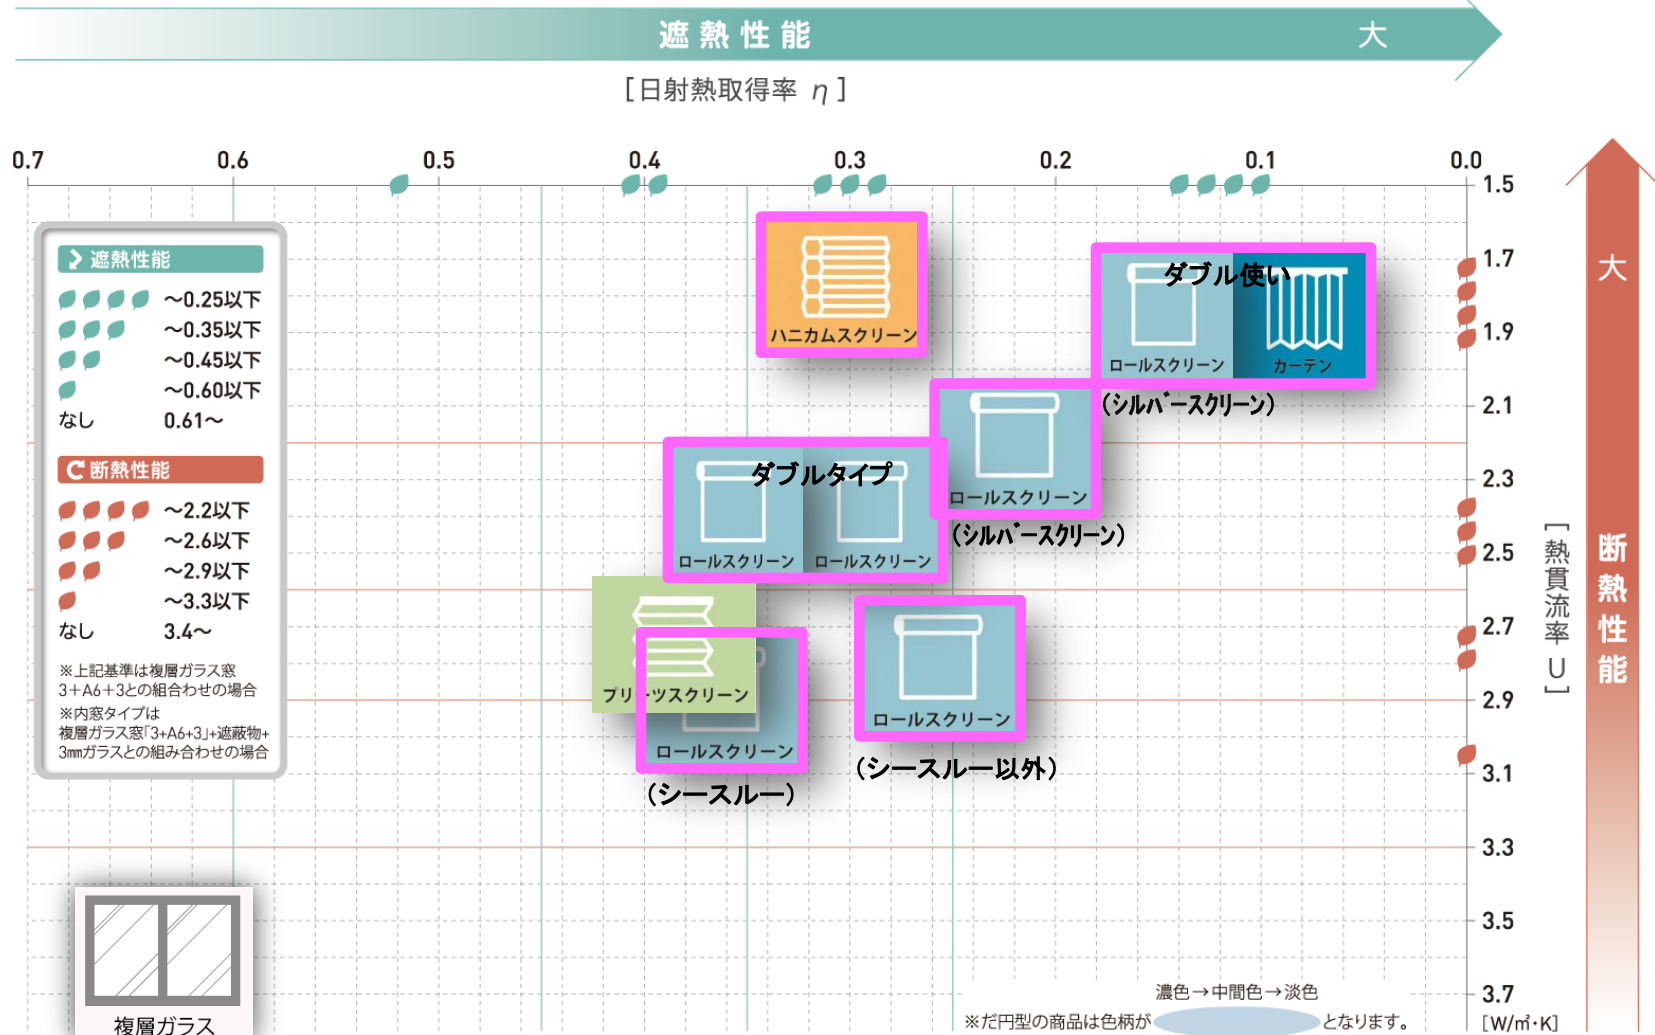 遮熱性能 大
[日射熱取得率 η]
0.7 0.6 0.5 0.4 0.3 0.2 0.1 0.0
1.5
1.7
1.9
2.1
2.3
2.5
2.7
2.9
3.1
3.3
3.5
3.7
[W/㎡･K]
大
断熱性能
[熱貫流率 U]
遮熱性能
～0.25以下
～0.35以下
～0.45以下
～0.60以下
なし 0.61～
断熱性能
～2.2以下
～2.6以下
～2.9以下
～3.3以下
なし 3.4～
※上記基準は複層ガラス窓
3＋A6＋3との組合わせの場合
※内窓タイプは
複層ガラス窓「3+A6+3」+遮蔽物+
3mmガラスとの組み合わせの場合
ハニカムスクリーン
ダブル使い
ロールスクリーン カーテン
(シルバースクリーン)
ロールスクリーン
(シルバースクリーン)
ダブルタイプ
ロールスクリーン ロールスクリーン
プリーツスクリーン
ロールスクリーン
(シースルー)
ロールスクリーン
(シースルー以外)
複層ガラス
濃色→中間色→淡色
※だ円型の商品は色柄が となります。